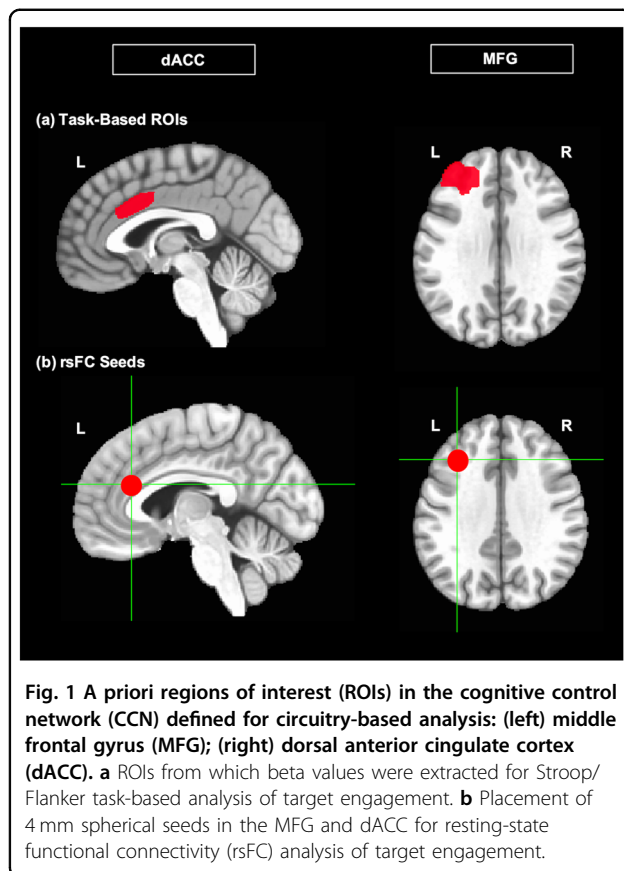 dACC
MFG
(a) Task-Based ROIs
L
L
R
(b) rsFC Seeds
L
L
R
Fig. 1 A priori regions of interest (ROIs) in the cognitive control
network (CCN) defined for circuitry-based analysis: (left) middle
frontal gyrus (MFG); (right) dorsal anterior cingulate cortex
(dACC). a ROIs from which beta values were extracted for Stroop/
Flanker task-based analysis of target engagement. b Placement of
4 mm spherical seeds in the MFG and dACC for resting-state
functional connectivity (rsFC) analysis of target engagement.